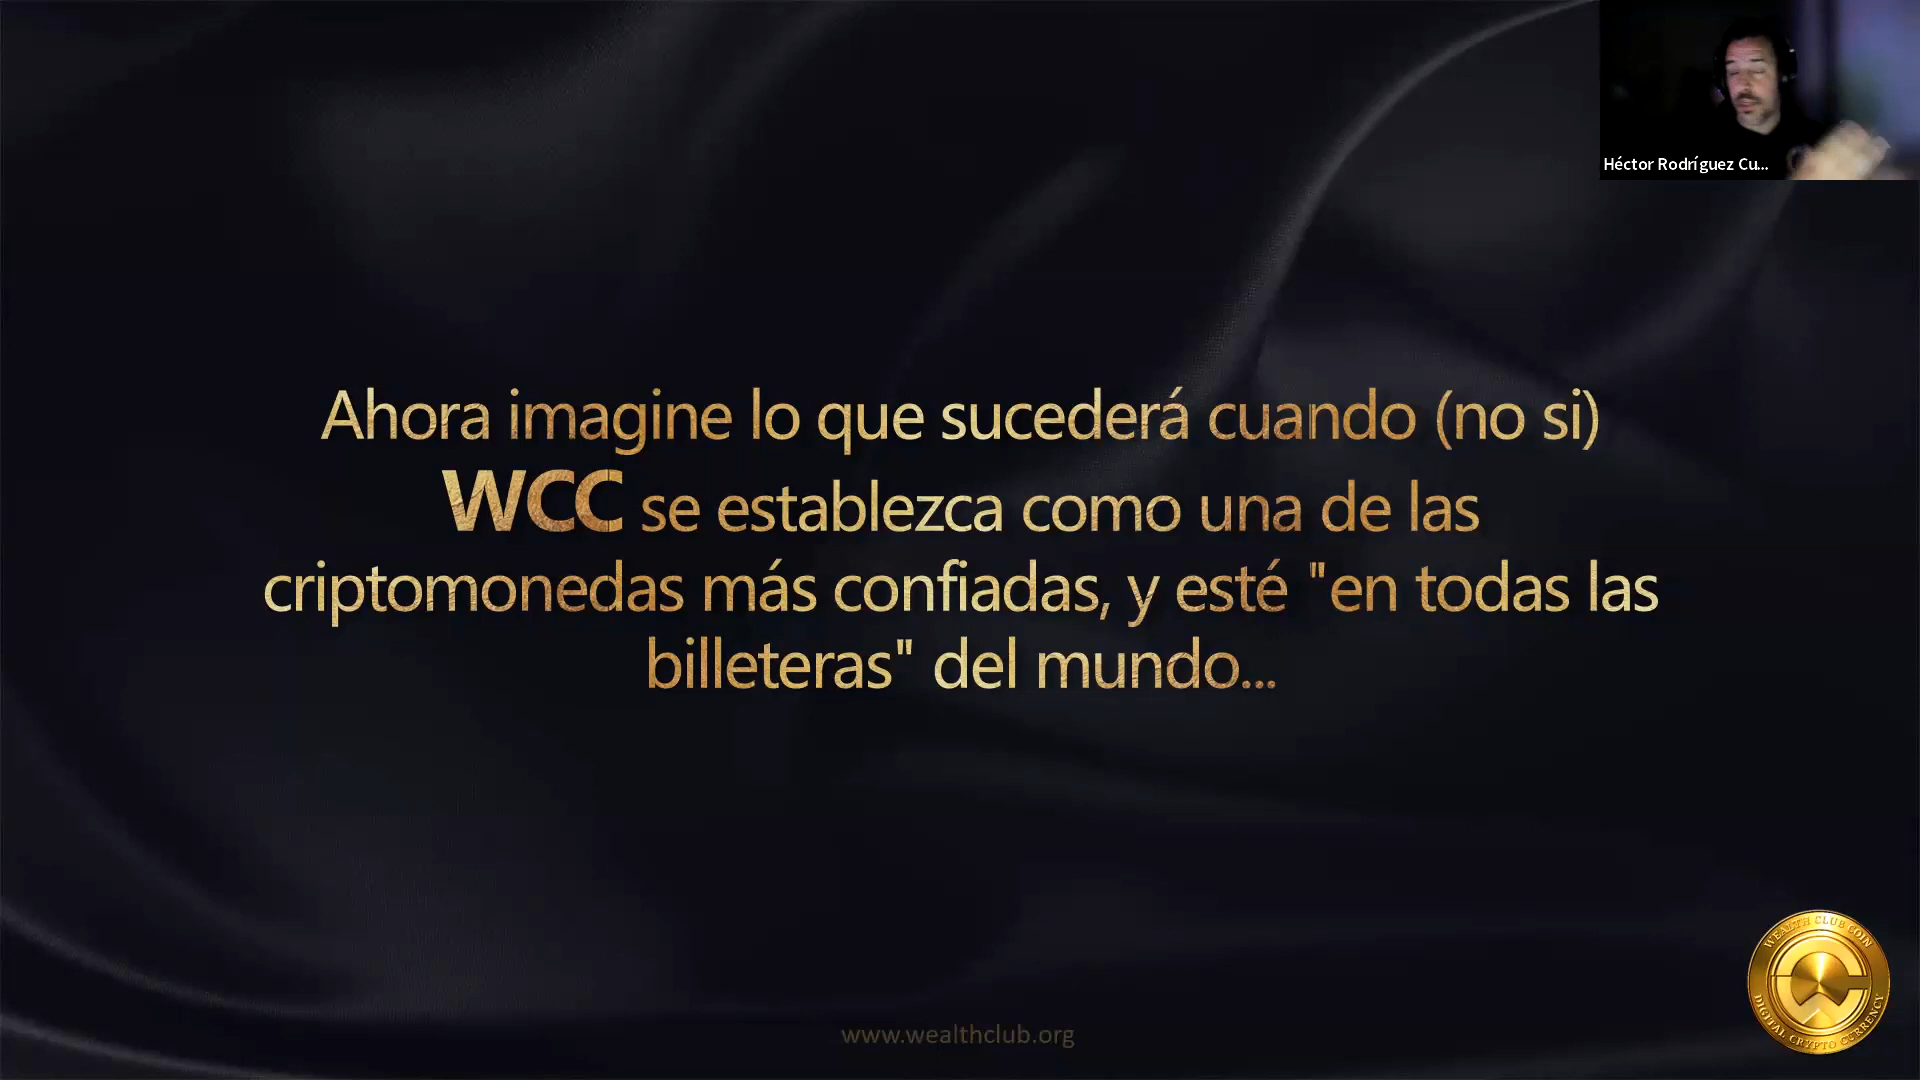 Héctor Rodríguez Cu...
Ahora imagine lo que sucederá cuando (no si)
WCC se establezca como una de las
criptomonedas más confiadas, y esté "en todas las
billeteras" del mundo...
www.wealthclub.org
WEALTH CLUB COIN
DIGITAL CRYPTO CURRENCY